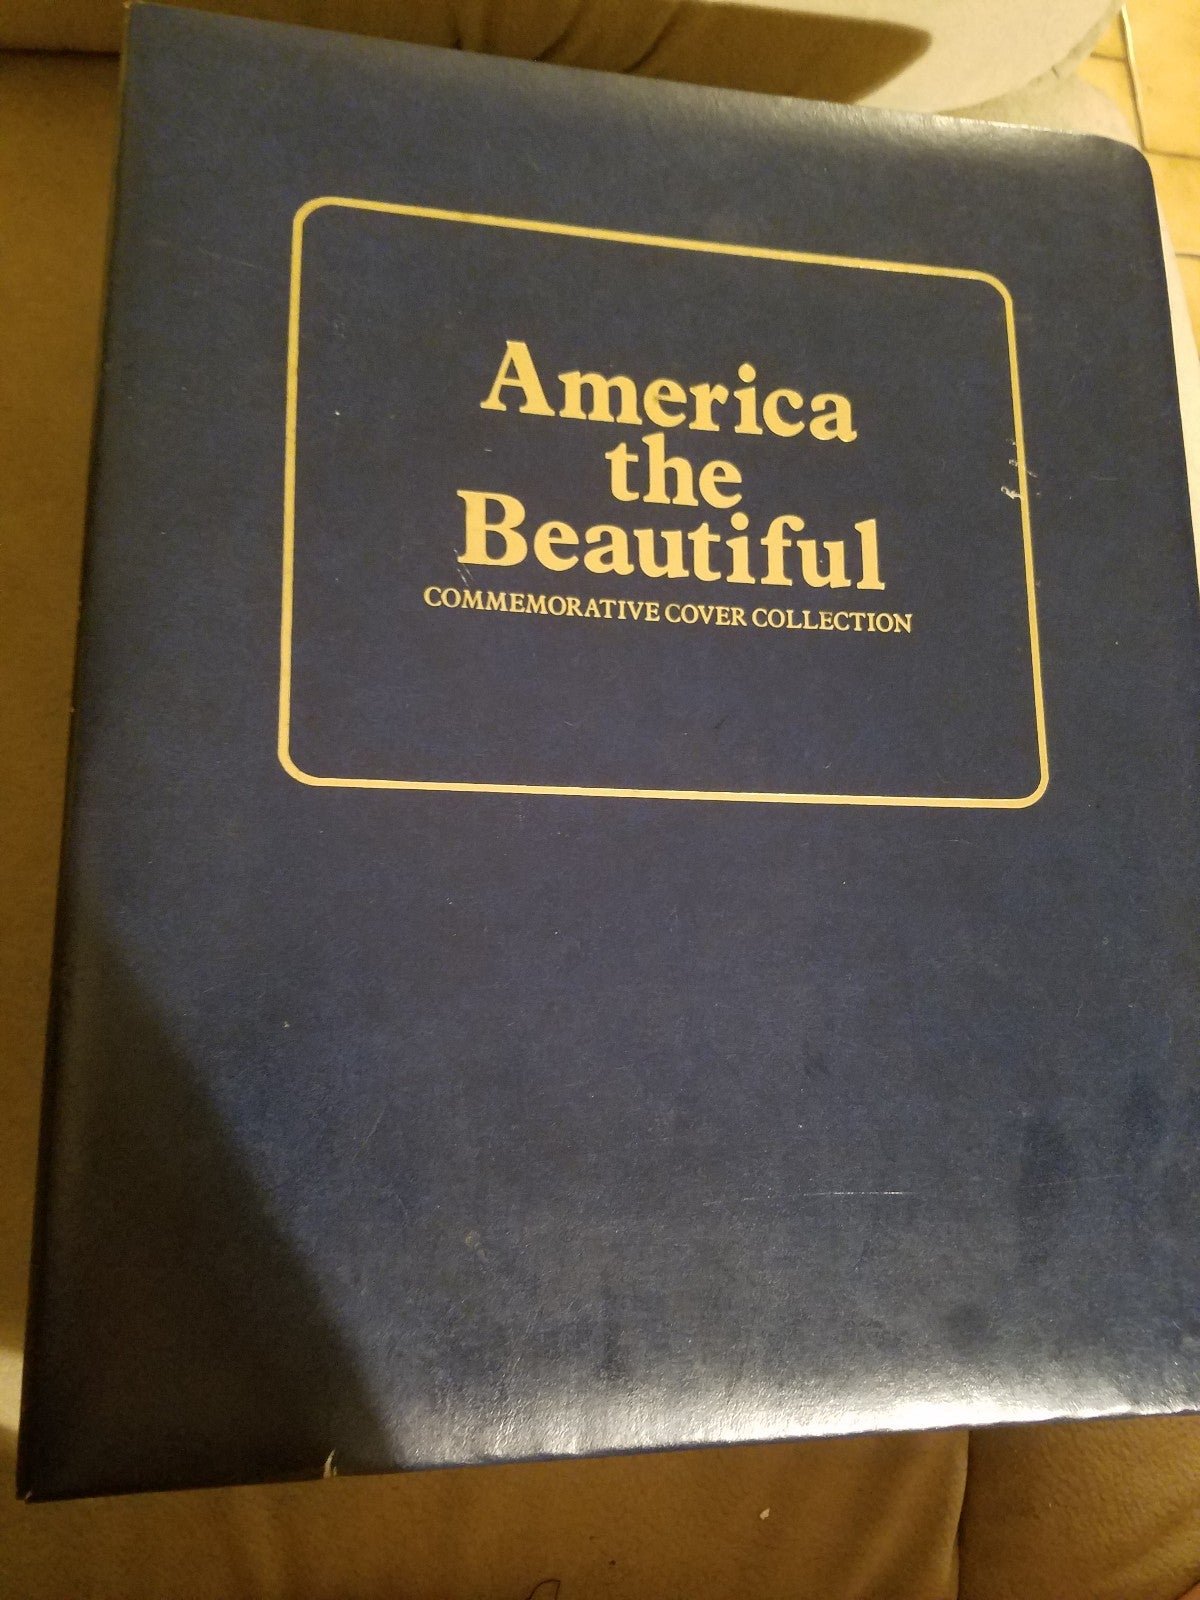 America
the
Beautiful
COMMEMORATIVE COVER COLLECTION